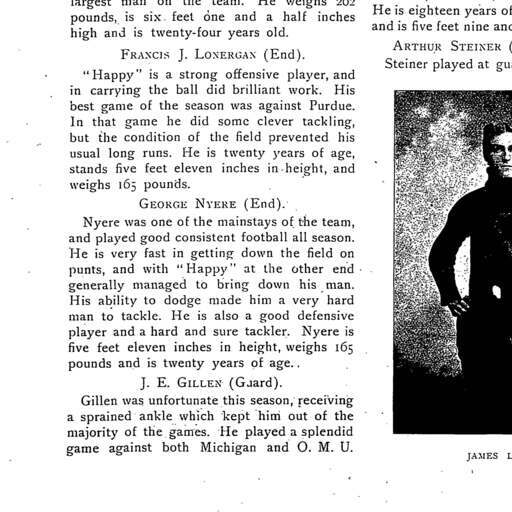 largest man on the team. He weighs 202
pounds, is six feet one and a half inches
high and is twenty-four years old.
FRANCIS J. LONERGAN (End).
"Happy" is a strong offensive player, and
in carrying the ball did brilliant work. His
best game of the season was against Purdue.
In that game he did some clever tackling,
but the condition of the field prevented his
usual long runs. He is twenty years of age,
stands five feet eleven inches in height, and
weighs 165 pounds.
GEORGE NYERE (End).
Nyere was one of the mainstays of the team,
and played good consistent football all season.
He is very fast in getting down the field on
punts, and with "Happy" at the other end
generally managed to bring down his man.
His ability to dodge made him a very hard
man to tackle. He is also a good defensive
player and a hard and sure tackler. Nyere is
five feet eleven inches in height, weighs 165
pounds and is twenty years of age.
J. E. GILLEN (Guard).
Gillen was unfortunate this season, receiving
a sprained ankle which kept him out of the
majority of the games. He played a splendid
game against both Michigan and O. M. U.
He is eighteen years of
and is five feet nine and
ARTHUR STEINER (
Steiner played at
JAMES L